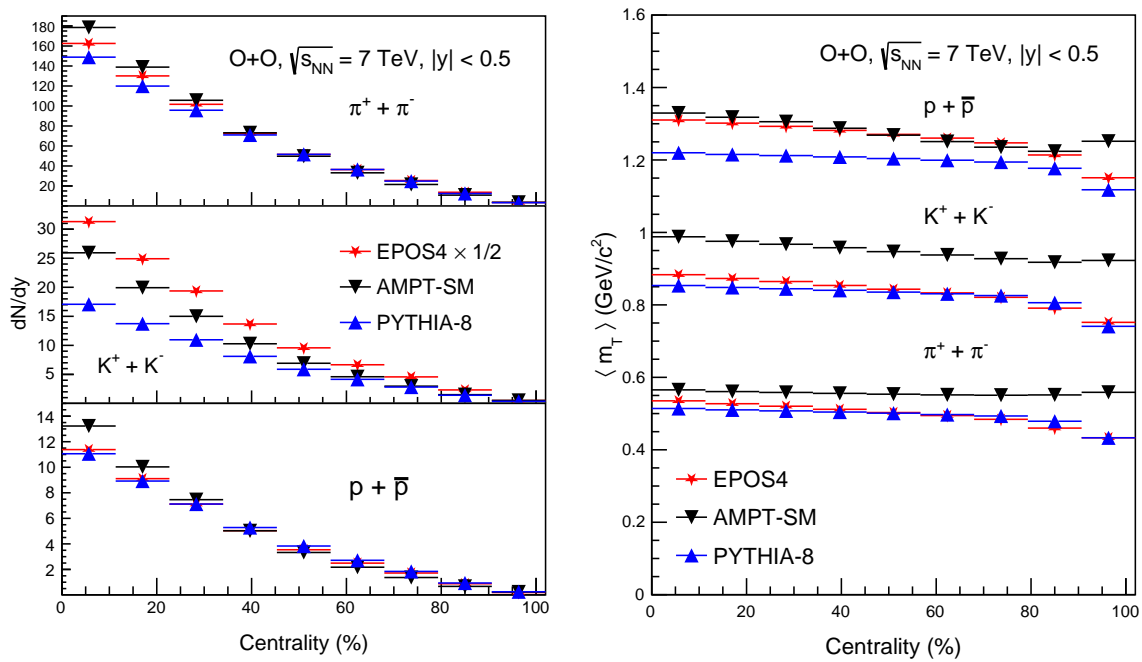 O+O, √s_NN = 7 TeV, |y| < 0.5
π⁺ + π⁻
180
160
140
120
100
80
60
40
20
dN/dy
30
25
20
15
10
5
EPOS4 × 1/2
AMPT-SM
PYTHIA-8
K⁺ + K⁻
14
12
10
8
6
4
2
p + p̅
0 20 40 60 80 100
Centrality (%)
1.6
1.4
1.2
1
0.8
0.6
0.4
0.2
0
⟨ m_T ⟩ (GeV/c²)
O+O, √s_NN = 7 TeV, |y| < 0.5
p + p̅
K⁺ + K⁻
π⁺ + π⁻
EPOS4
AMPT-SM
PYTHIA-8
0 20 40 60 80 100
Centrality (%)